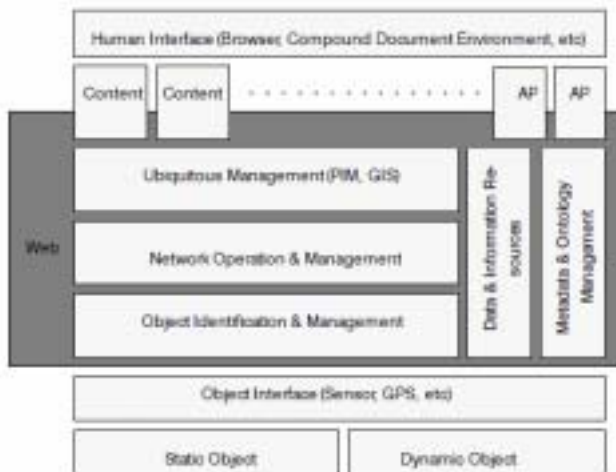 Human Interface (Browser, Compound Document Environment, etc)
Content
Content
AP
AP
Web
Ubiquitous Management (PIM, GIS)
Network Operation & Management
Object Identification & Management
Data & Information Re-
sources
Metadata & Ontology
Management
Object Interface (Sensor, GPS, etc)
Static Object
Dynamic Object